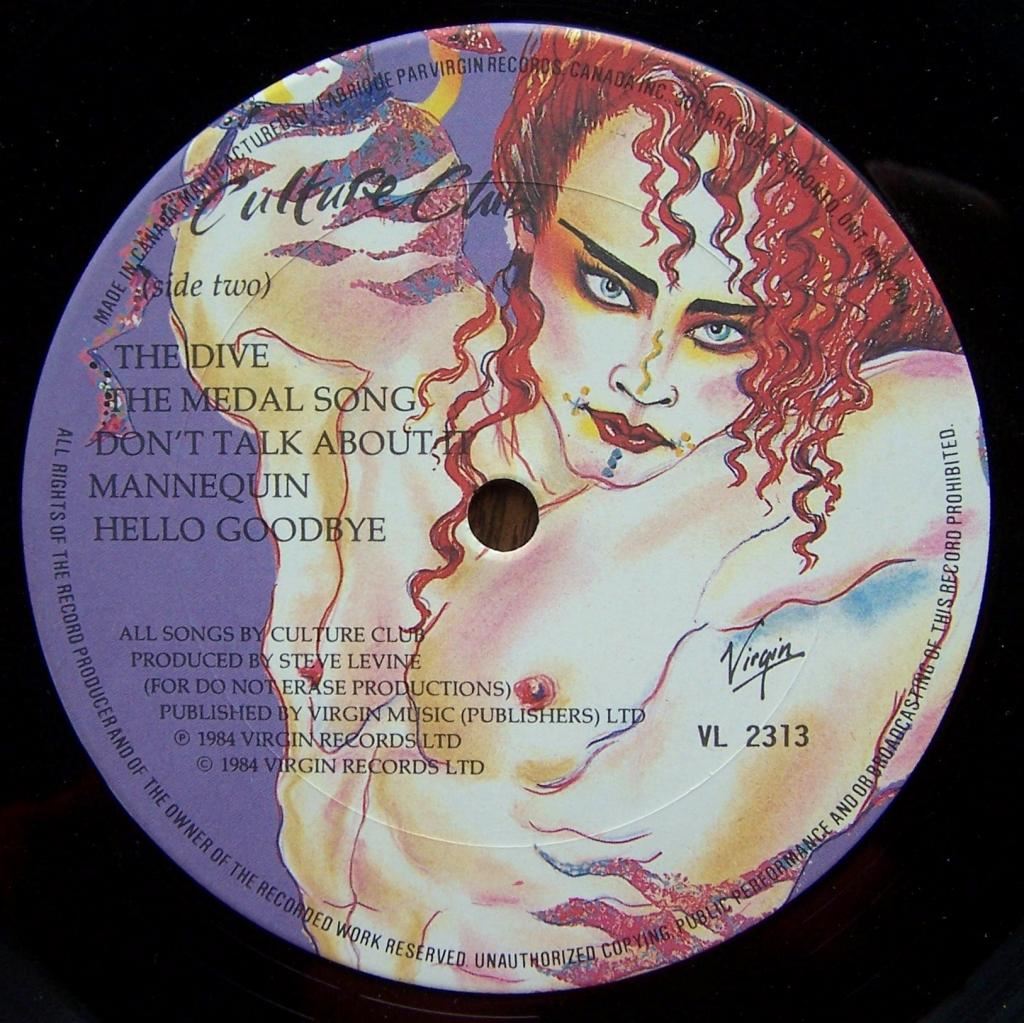 MADE IN CANADA. MANUFACTURED BY/FABRIQUE PAR VIRGIN RECORDS CANADA INC. PARK ROAD, TORONTO, ONT.
Culture Club
(side two)
THE DIVE
THE MEDAL SONG
DON'T TALK ABOUT IT
MANNEQUIN
HELLO GOODBYE
ALL SONGS BY CULTURE CLUB
PRODUCED BY STEVE LEVINE
(FOR DO NOT ERASE PRODUCTIONS)
PUBLISHED BY VIRGIN MUSIC (PUBLISHERS) LTD
℗ 1984 VIRGIN RECORDS LTD
© 1984 VIRGIN RECORDS LTD
Virgin
VL 2313
ALL RIGHTS OF THE RECORD PRODUCER AND OF THE OWNER OF THE RECORDED WORK RESERVED. UNAUTHORIZED COPYING, PUBLIC PERFORMANCE AND OR BROADCASTING OF THIS RECORD PROHIBITED.